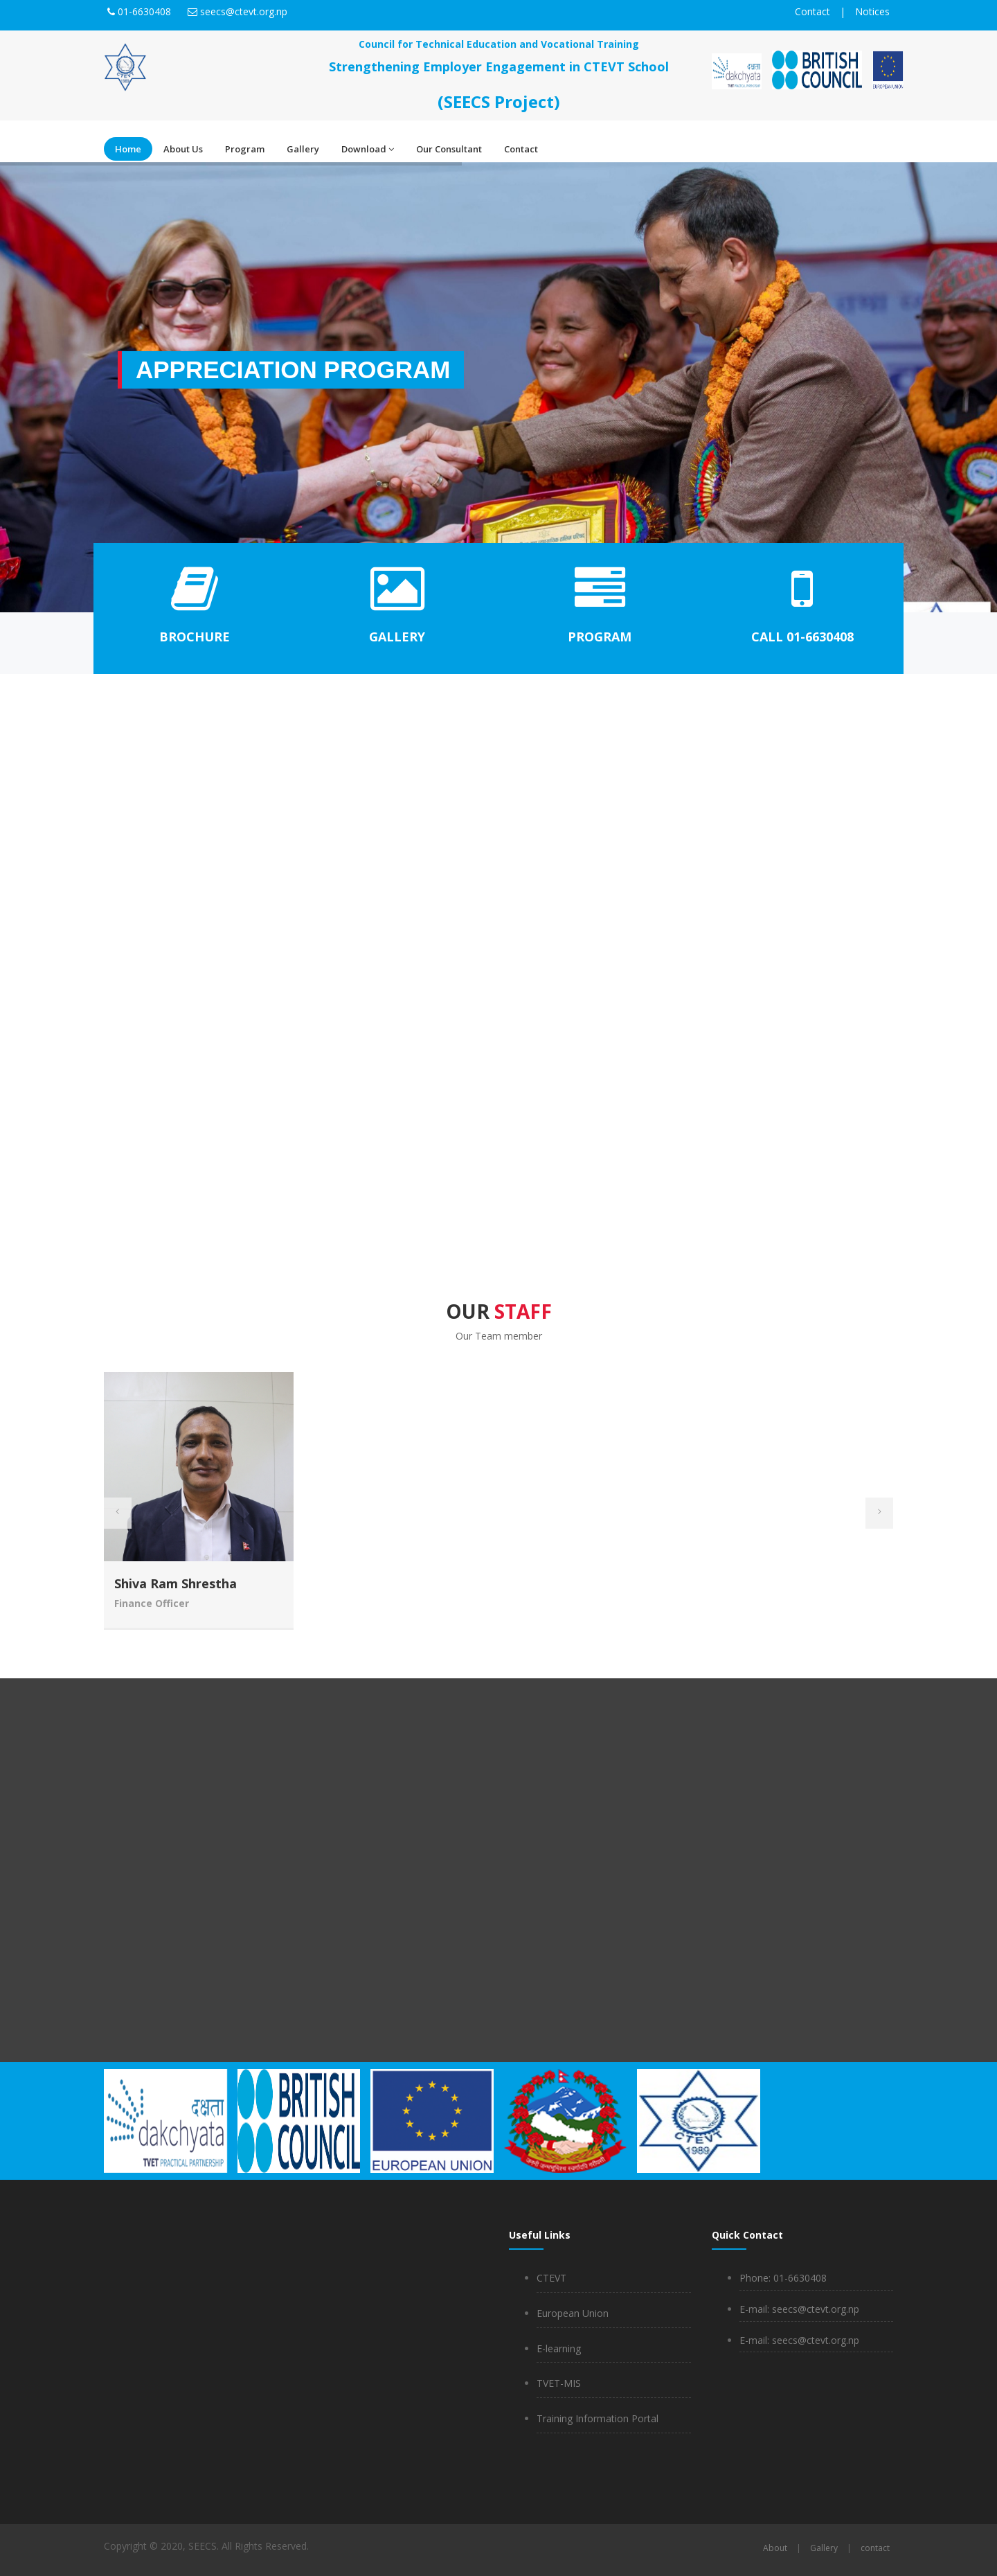 01-6630408 seecs@ctevt.org.np Contact | Notices
Council for Technical Education and Vocational Training
Strengthening Employer Engagement in CTEVT School
(SEECS Project)
दक्षता
dakchyata
BRITISH
COUNCIL
EUROPEAN UNION
Home About Us Program Gallery Download Our Consultant Contact
APPRECIATION PROGRAM
BROCHURE GALLERY PROGRAM CALL 01-6630408
OUR STAFF
Our Team member
Shiva Ram Shrestha
Finance Officer
दक्षता
dakchyata
TVET PRACTICAL PARTNERSHIP
BRITISH
COUNCIL
EUROPEAN UNION
CTEVT
1989
Useful Links
CTEVT
European Union
E-learning
TVET-MIS
Training Information Portal
Quick Contact
Phone: 01-6630408
E-mail: seecs@ctevt.org.np
E-mail: seecs@ctevt.org.np
Copyright © 2020, SEECS. All Rights Reserved.
About | Gallery | contact